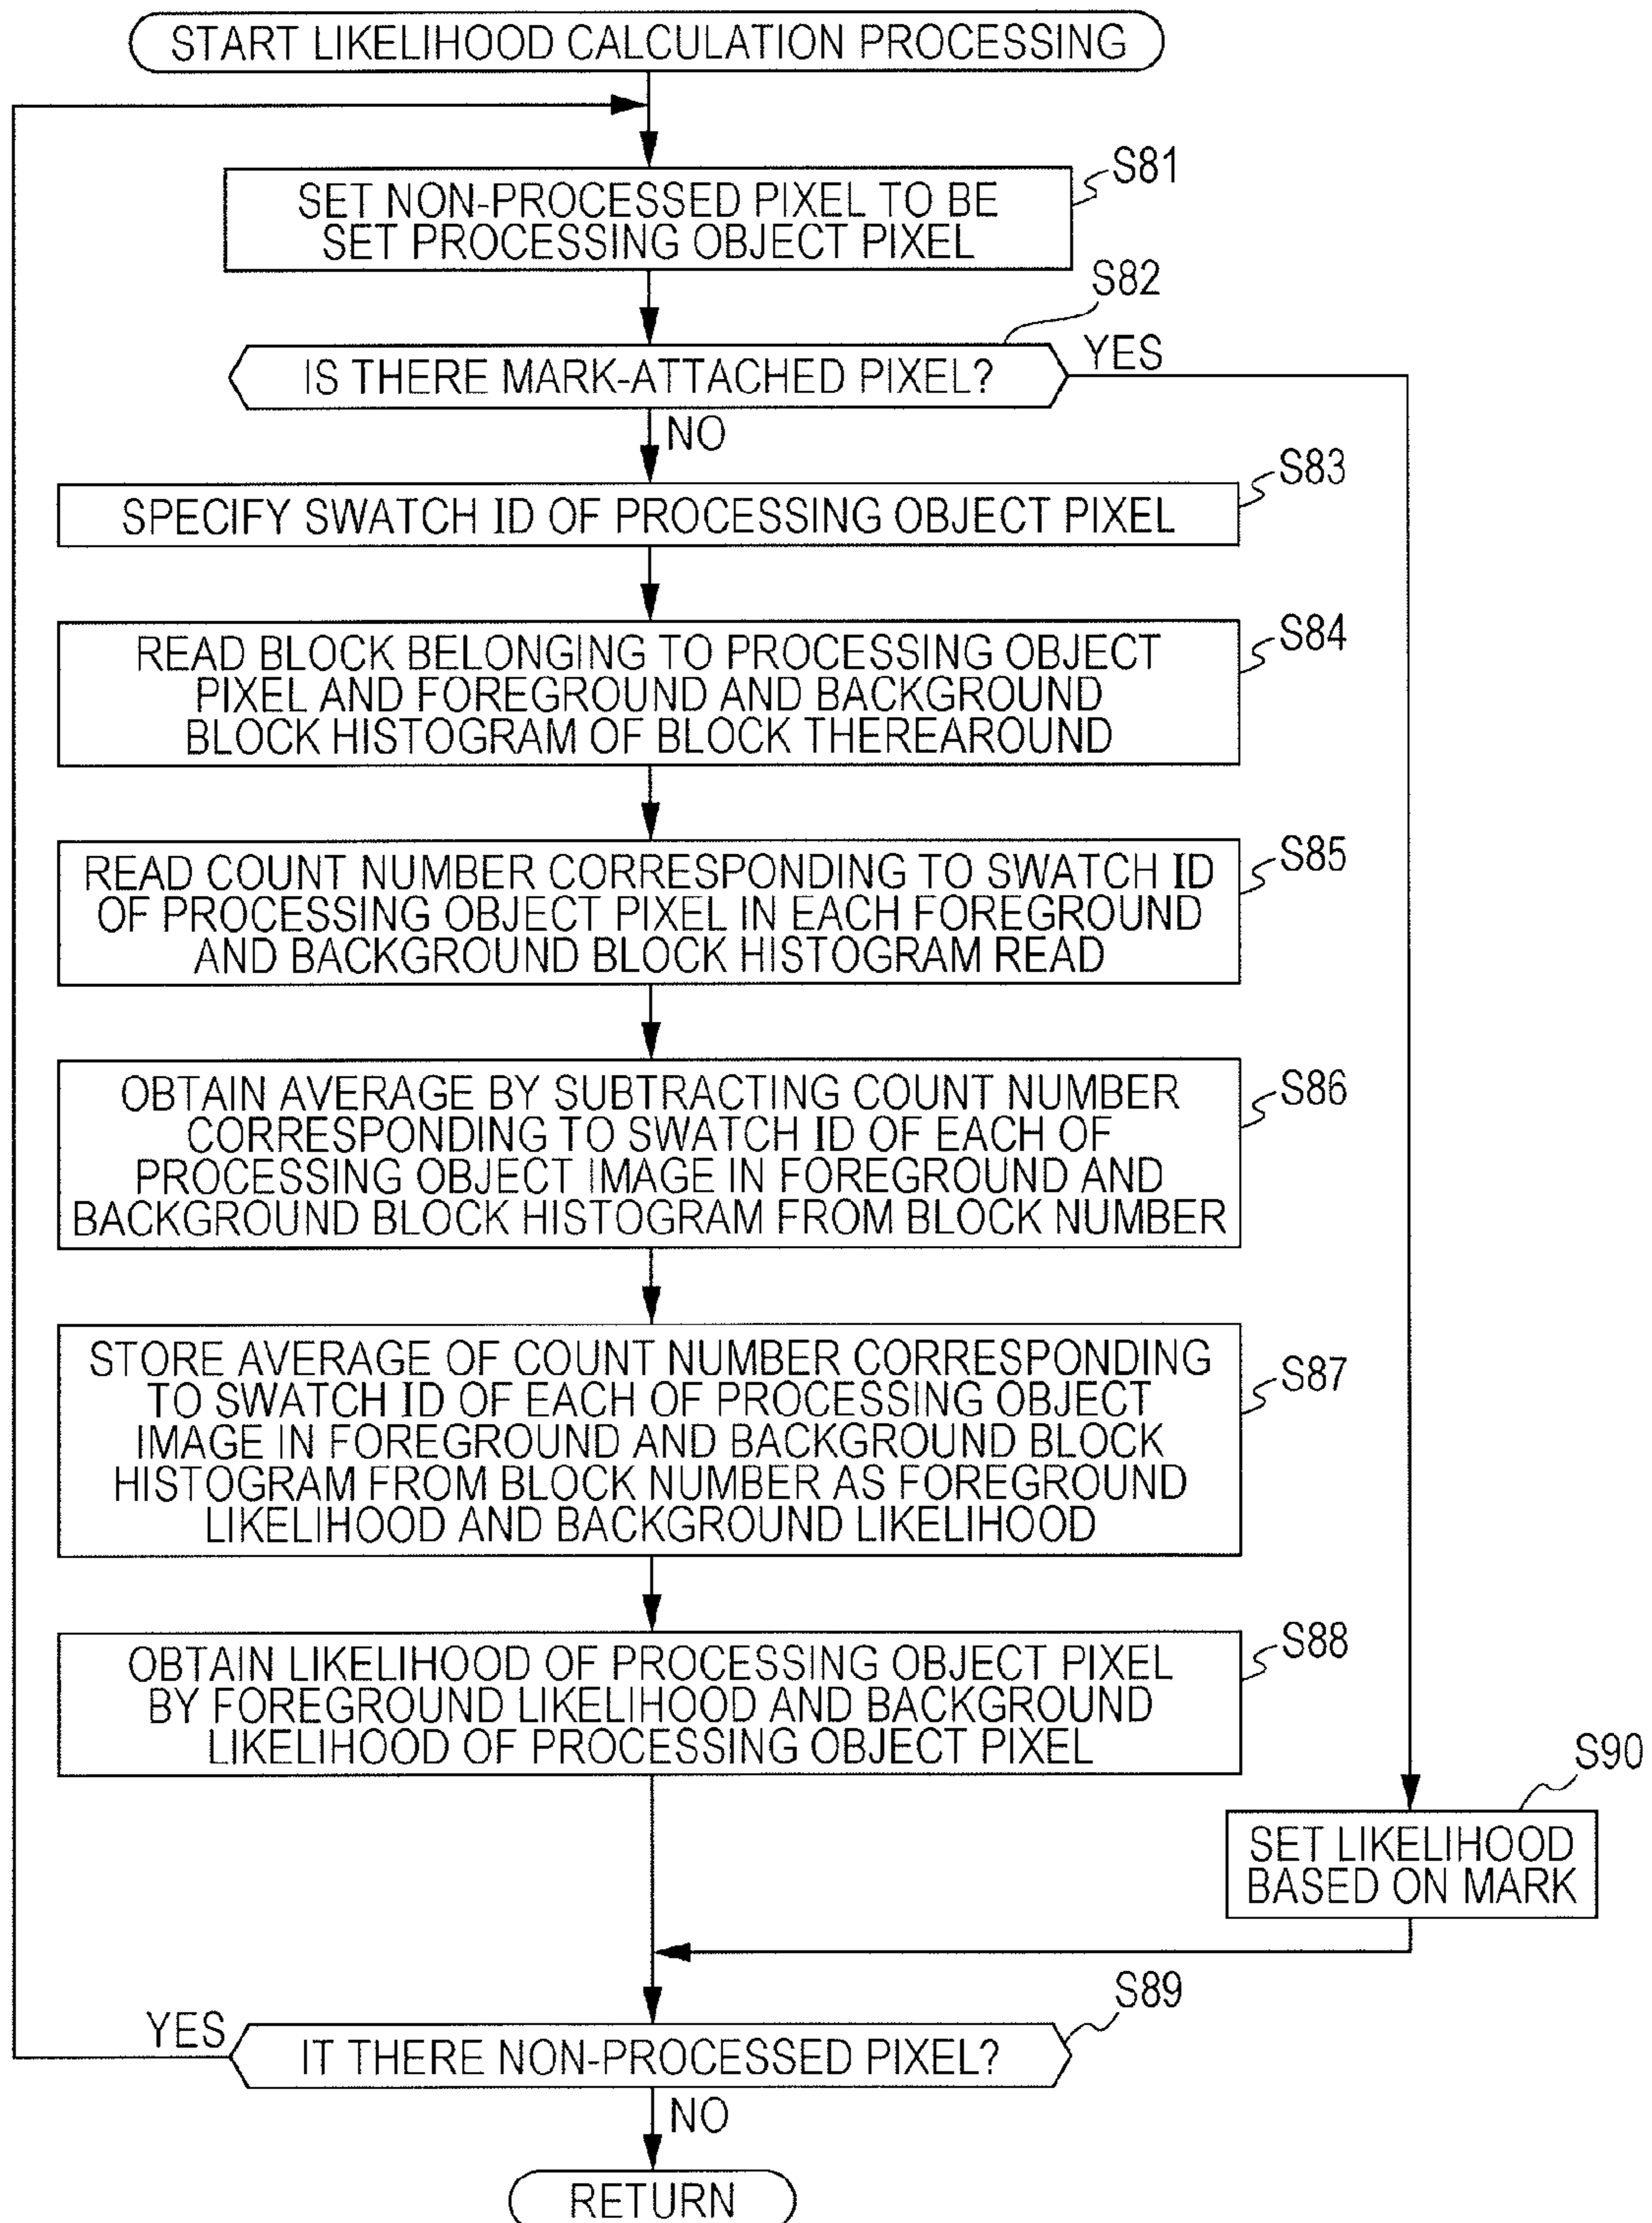 START LIKELIHOOD CALCULATION PROCESSING
S81
SET NON-PROCESSED PIXEL TO BE
SET PROCESSING OBJECT PIXEL
S82
IS THERE MARK-ATTACHED PIXEL?
YES
NO
S83
SPECIFY SWATCH ID OF PROCESSING OBJECT PIXEL
S84
READ BLOCK BELONGING TO PROCESSING OBJECT
PIXEL AND FOREGROUND AND BACKGROUND
BLOCK HISTOGRAM OF BLOCK THEREAROUND
S85
READ COUNT NUMBER CORRESPONDING TO SWATCH ID
OF PROCESSING OBJECT PIXEL IN EACH FOREGROUND
AND BACKGROUND BLOCK HISTOGRAM READ
S86
OBTAIN AVERAGE BY SUBTRACTING COUNT NUMBER
CORRESPONDING TO SWATCH ID OF EACH OF
PROCESSING OBJECT IMAGE IN FOREGROUND AND
BACKGROUND BLOCK HISTOGRAM FROM BLOCK NUMBER
S87
STORE AVERAGE OF COUNT NUMBER CORRESPONDING
TO SWATCH ID OF EACH OF PROCESSING OBJECT
IMAGE IN FOREGROUND AND BACKGROUND BLOCK
HISTOGRAM FROM BLOCK NUMBER AS FOREGROUND
LIKELIHOOD AND BACKGROUND LIKELIHOOD
S88
OBTAIN LIKELIHOOD OF PROCESSING OBJECT PIXEL
BY FOREGROUND LIKELIHOOD AND BACKGROUND
LIKELIHOOD OF PROCESSING OBJECT PIXEL
S90
SET LIKELIHOOD
BASED ON MARK
S89
YES
IT THERE NON-PROCESSED PIXEL?
NO
RETURN